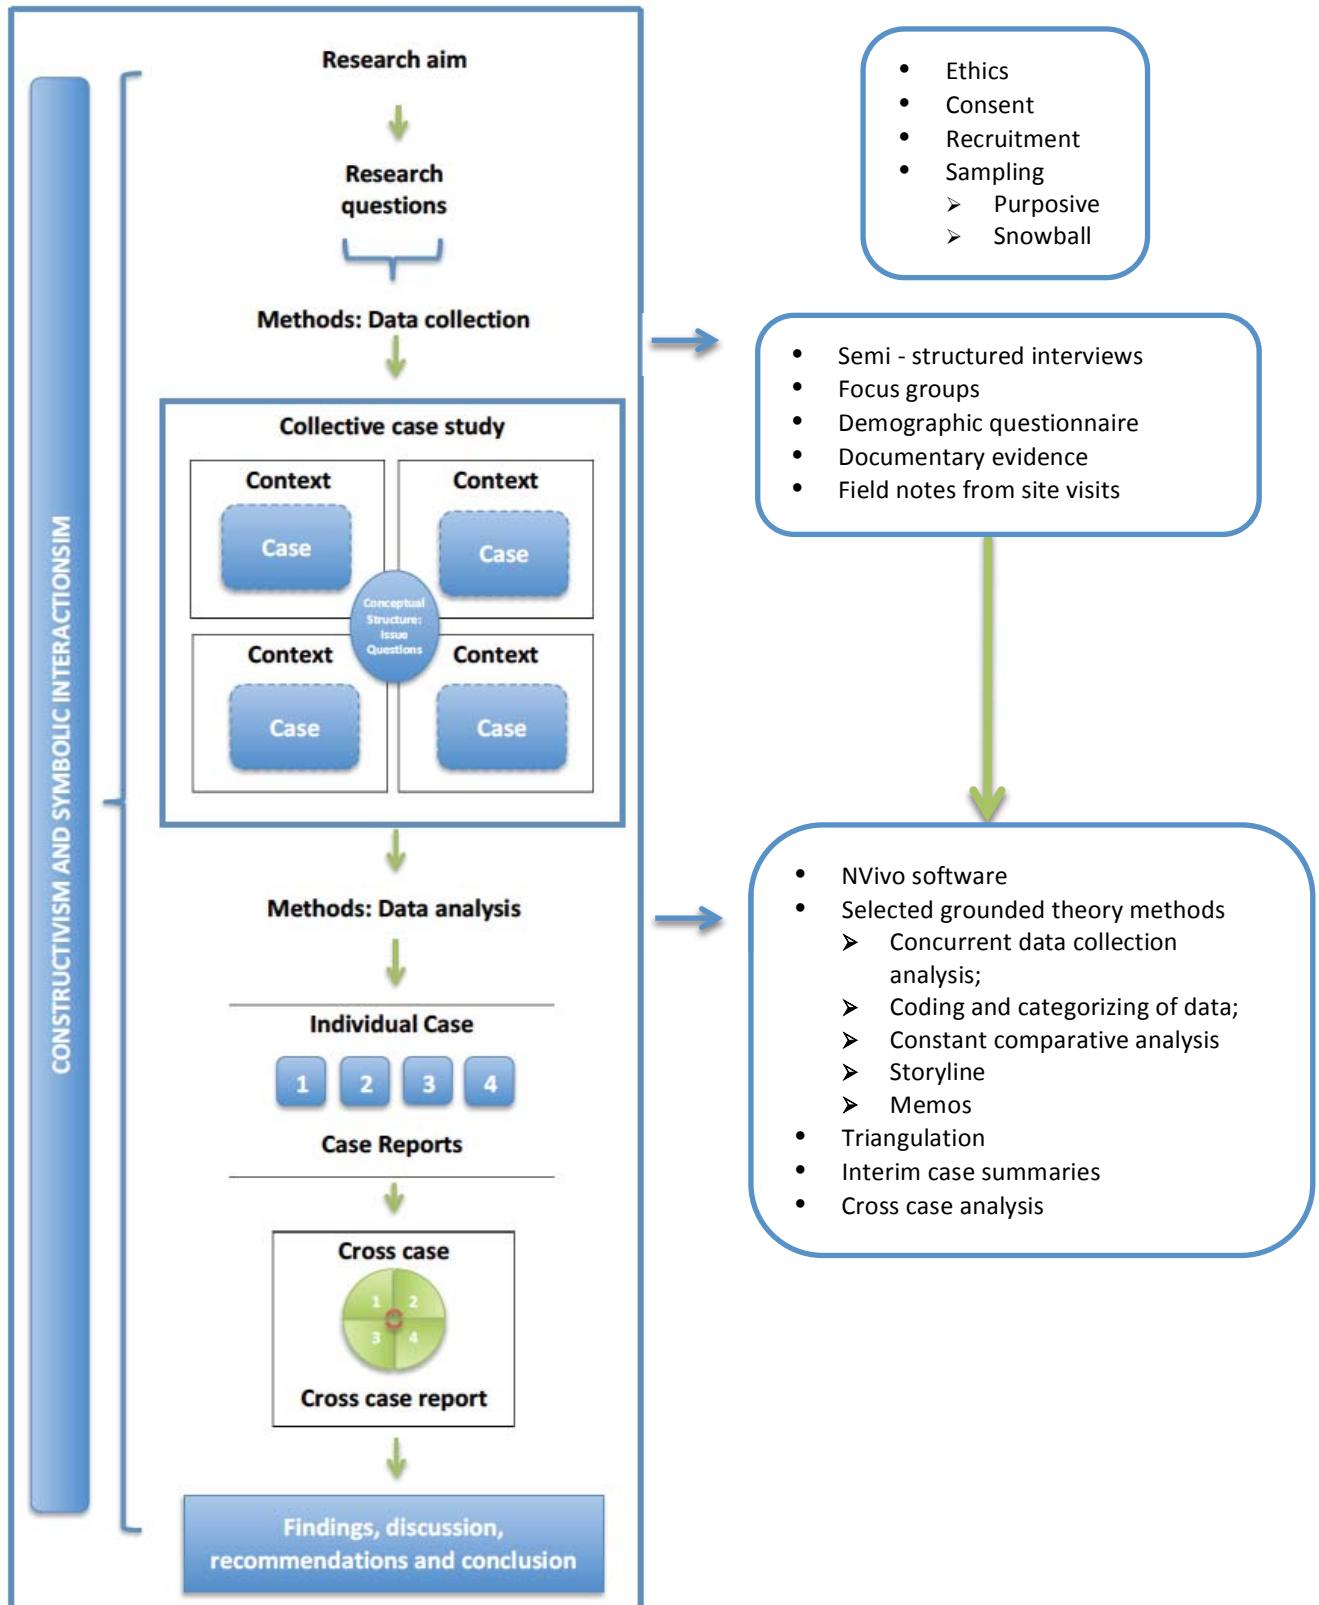 CONSTRUCTIVISM AND SYMBOLIC INTERACTIONSIM
Research aim
Research
questions
Methods: Data collection
Collective case study
Context
Case
Context
Case
Conceptual
Structure:
Issue
Questions
Context
Case
Context
Case
Methods: Data analysis
Individual Case
1 2 3 4
Case Reports
Cross case
1 2
3 4
Cross case report
Findings, discussion,
recommendations and conclusion
• Ethics
• Consent
• Recruitment
• Sampling
➢ Purposive
➢ Snowball
• Semi - structured interviews
• Focus groups
• Demographic questionnaire
• Documentary evidence
• Field notes from site visits
• NVivo software
• Selected grounded theory methods
➢ Concurrent data collection
analysis;
➢ Coding and categorizing of data;
➢ Constant comparative analysis
➢ Storyline
➢ Memos
• Triangulation
• Interim case summaries
• Cross case analysis